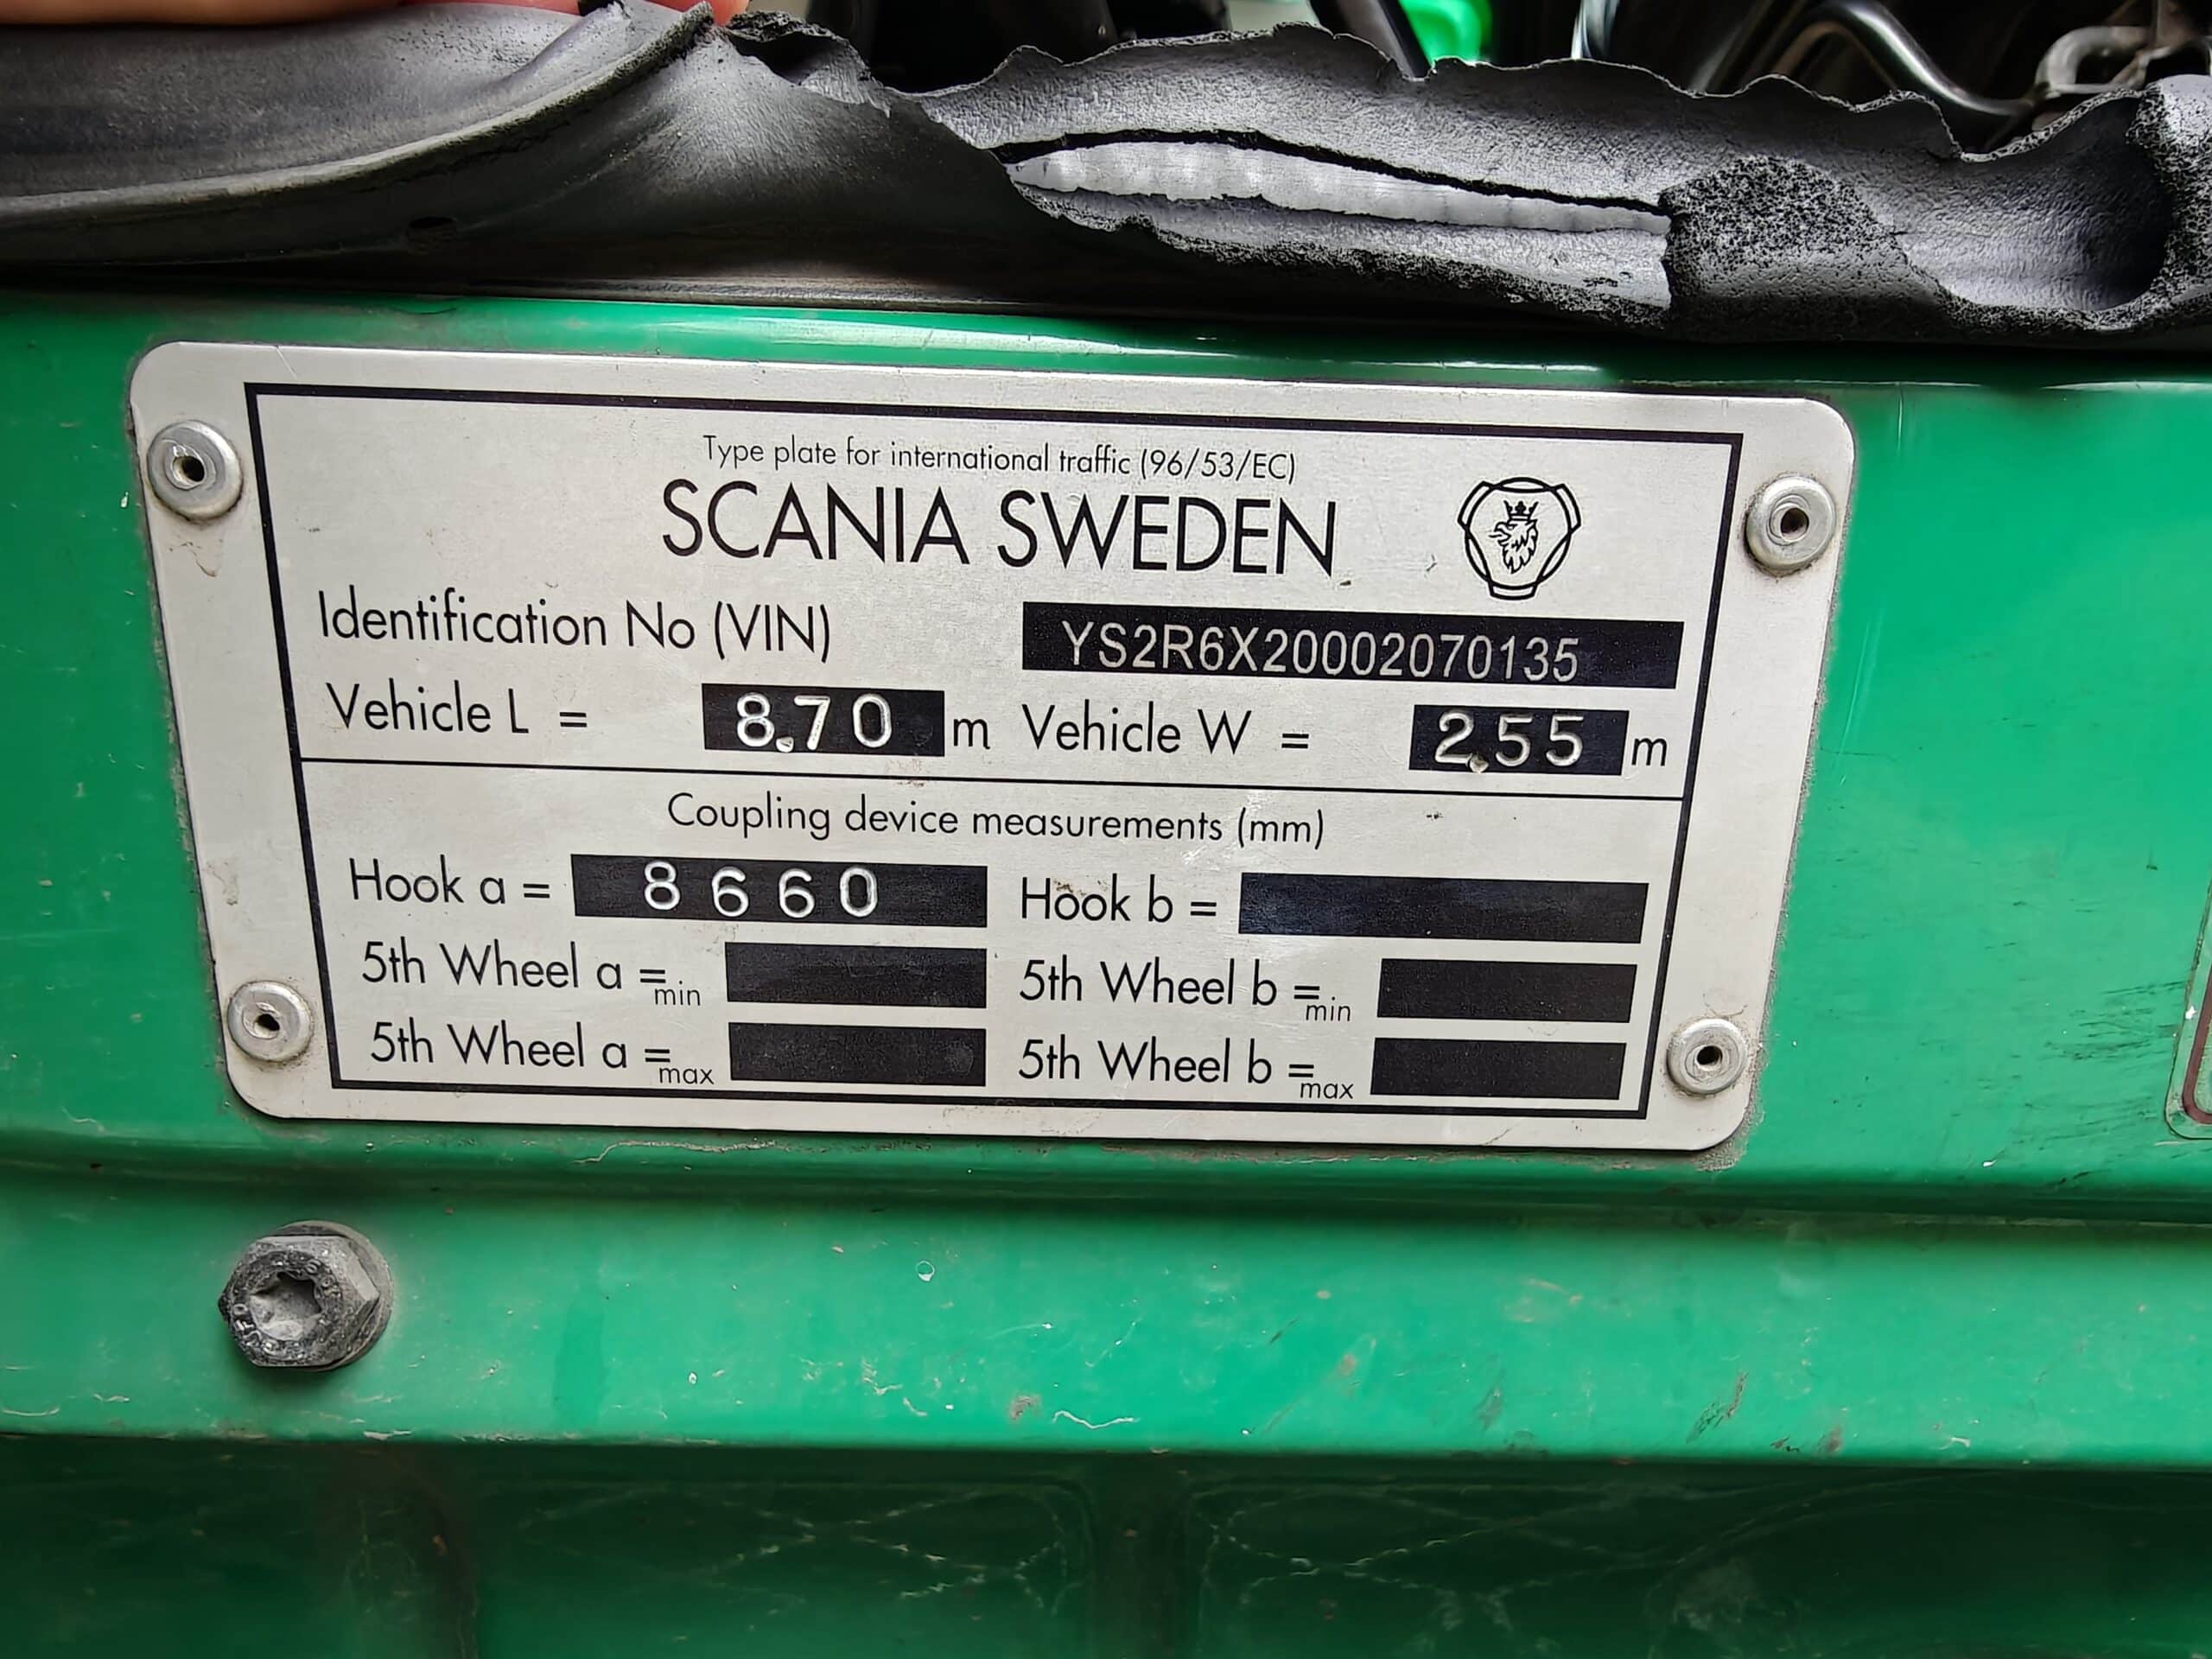 Type plate for international traffic (96/53/EC)
SCANIA SWEDEN
Identification No (VIN) YS2R6X20002070135
Vehicle L = 8.70 m Vehicle W = 2.55 m
Coupling device measurements (mm)
Hook a = 8660 Hook b =
5th Wheel a =min 5th Wheel b =min
5th Wheel a =max 5th Wheel b =max